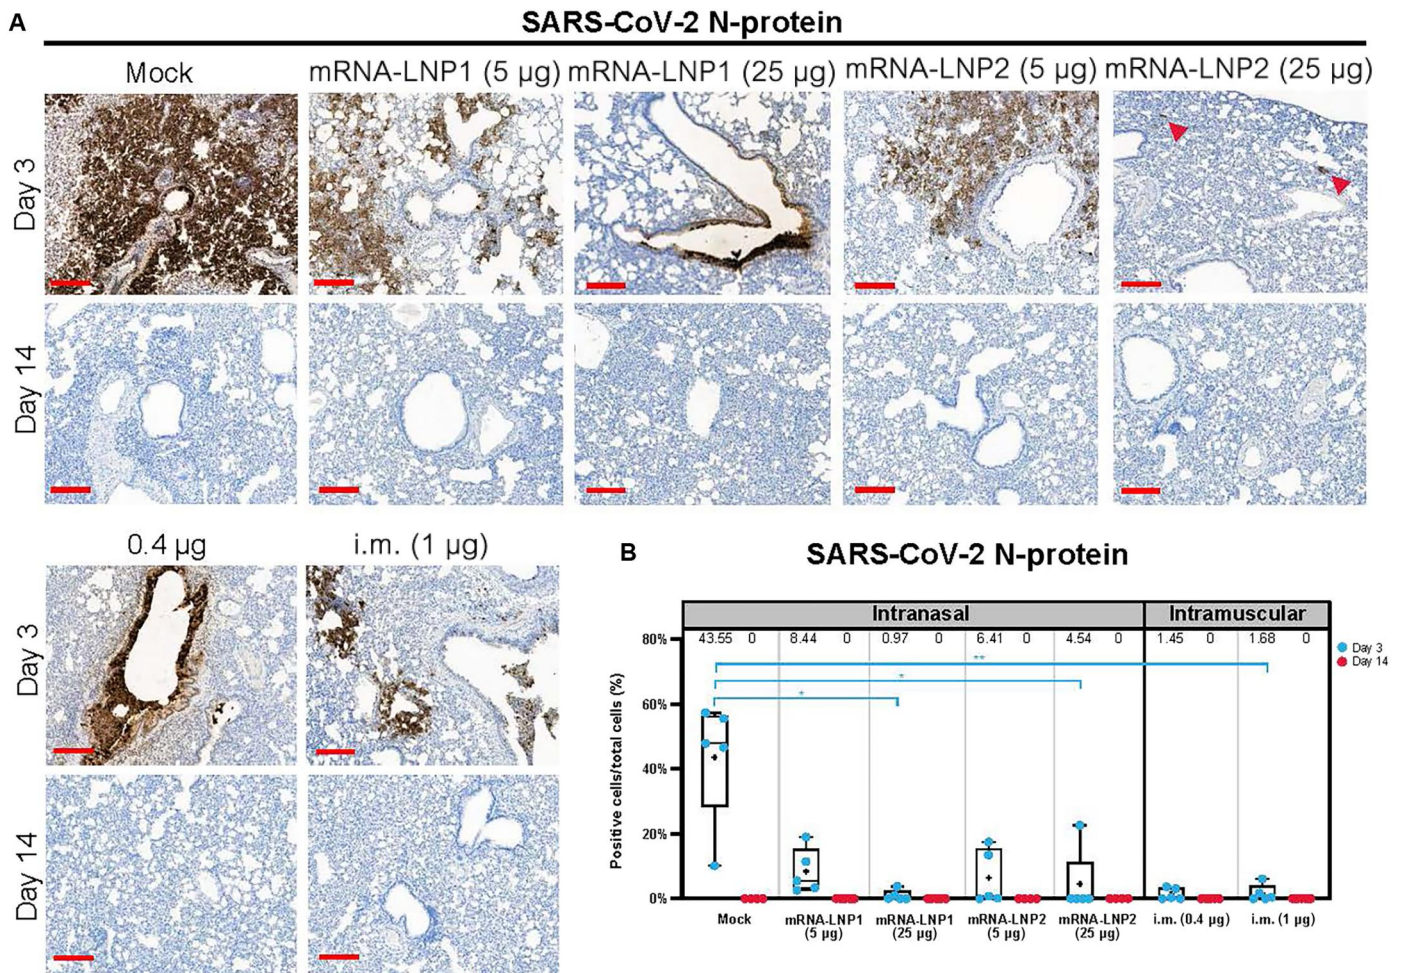 A
SARS-CoV-2 N-protein
Mock
mRNA-LNP1 (5 µg)
mRNA-LNP1 (25 µg)
mRNA-LNP2 (5 µg)
mRNA-LNP2 (25 µg)
Day 3
Day 14
0.4 µg
i.m. (1 µg)
Day 3
Day 14
B
SARS-CoV-2 N-protein
Intranasal
Intramuscular
43.55 0 8.44 0 0.97 0 6.41 0 4.54 0 1.45 0 1.68 0
Day 3
Day 14
**
*
*
Positive cells/total cells (%)
80%
60%
40%
20%
0%
Mock
mRNA-LNP1
(5 µg)
mRNA-LNP1
(25 µg)
mRNA-LNP2
(5 µg)
mRNA-LNP2
(25 µg)
i.m. (0.4 µg)
i.m. (1 µg)